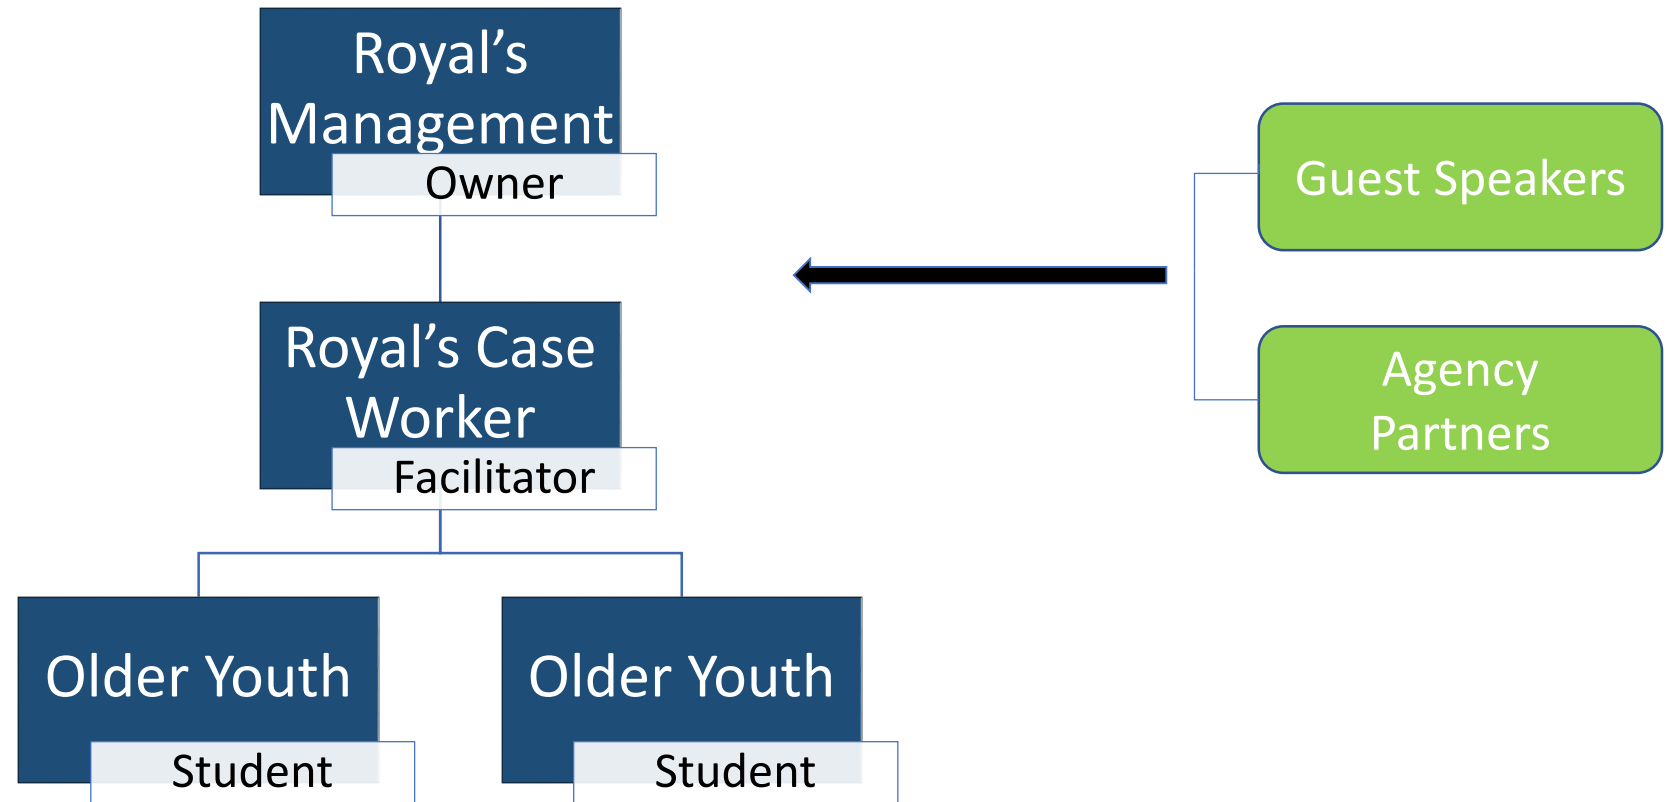 Royal’s
Management
Owner
Royal’s Case
Worker
Facilitator
Older Youth
Student
Older Youth
Student
Guest Speakers
Agency
Partners